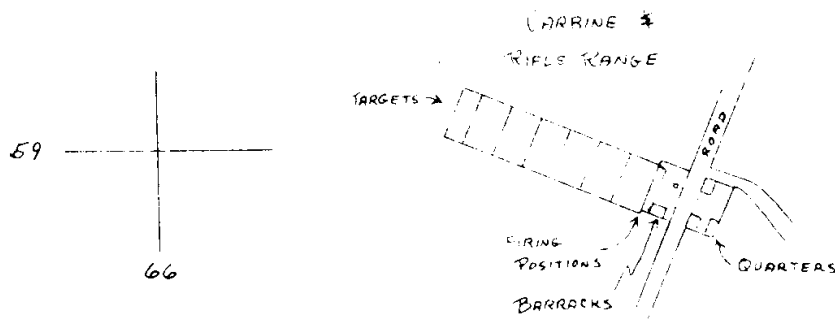 CARBINE &
RIFLE RANGE
TARGETS
ROAD
59
66
FIRING
POSITIONS
QUARTERS
BARRACKS